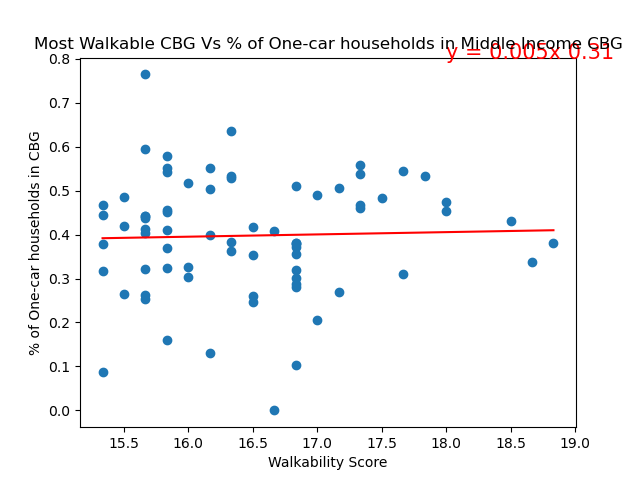 Most Walkable CBG Vs % of One-car households in Middle Income CBG
y = 0.005x 0.31
0.8
0.7
0.6
0.5
0.4
0.3
0.2
0.1
0.0
% of One-car households in CBG
15.5 16.0 16.5 17.0 17.5 18.0 18.5 19.0
Walkability Score